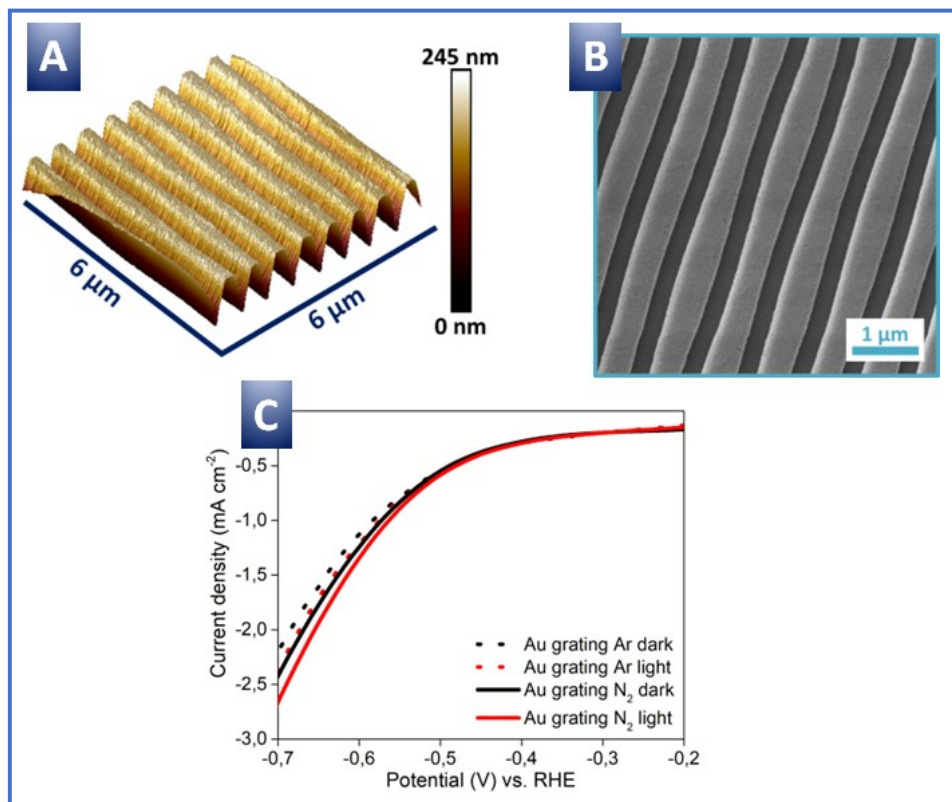 A
245 nm
0 nm
6 µm
6 µm
B
1 µm
C
Current density (mA cm⁻²)
-0,5
-1,0
-1,5
-2,0
-2,5
-3,0
Au grating Ar dark
Au grating Ar light
Au grating N₂ dark
Au grating N₂ light
-0,7
-0,6
-0,5
-0,4
-0,3
-0,2
Potential (V) vs. RHE